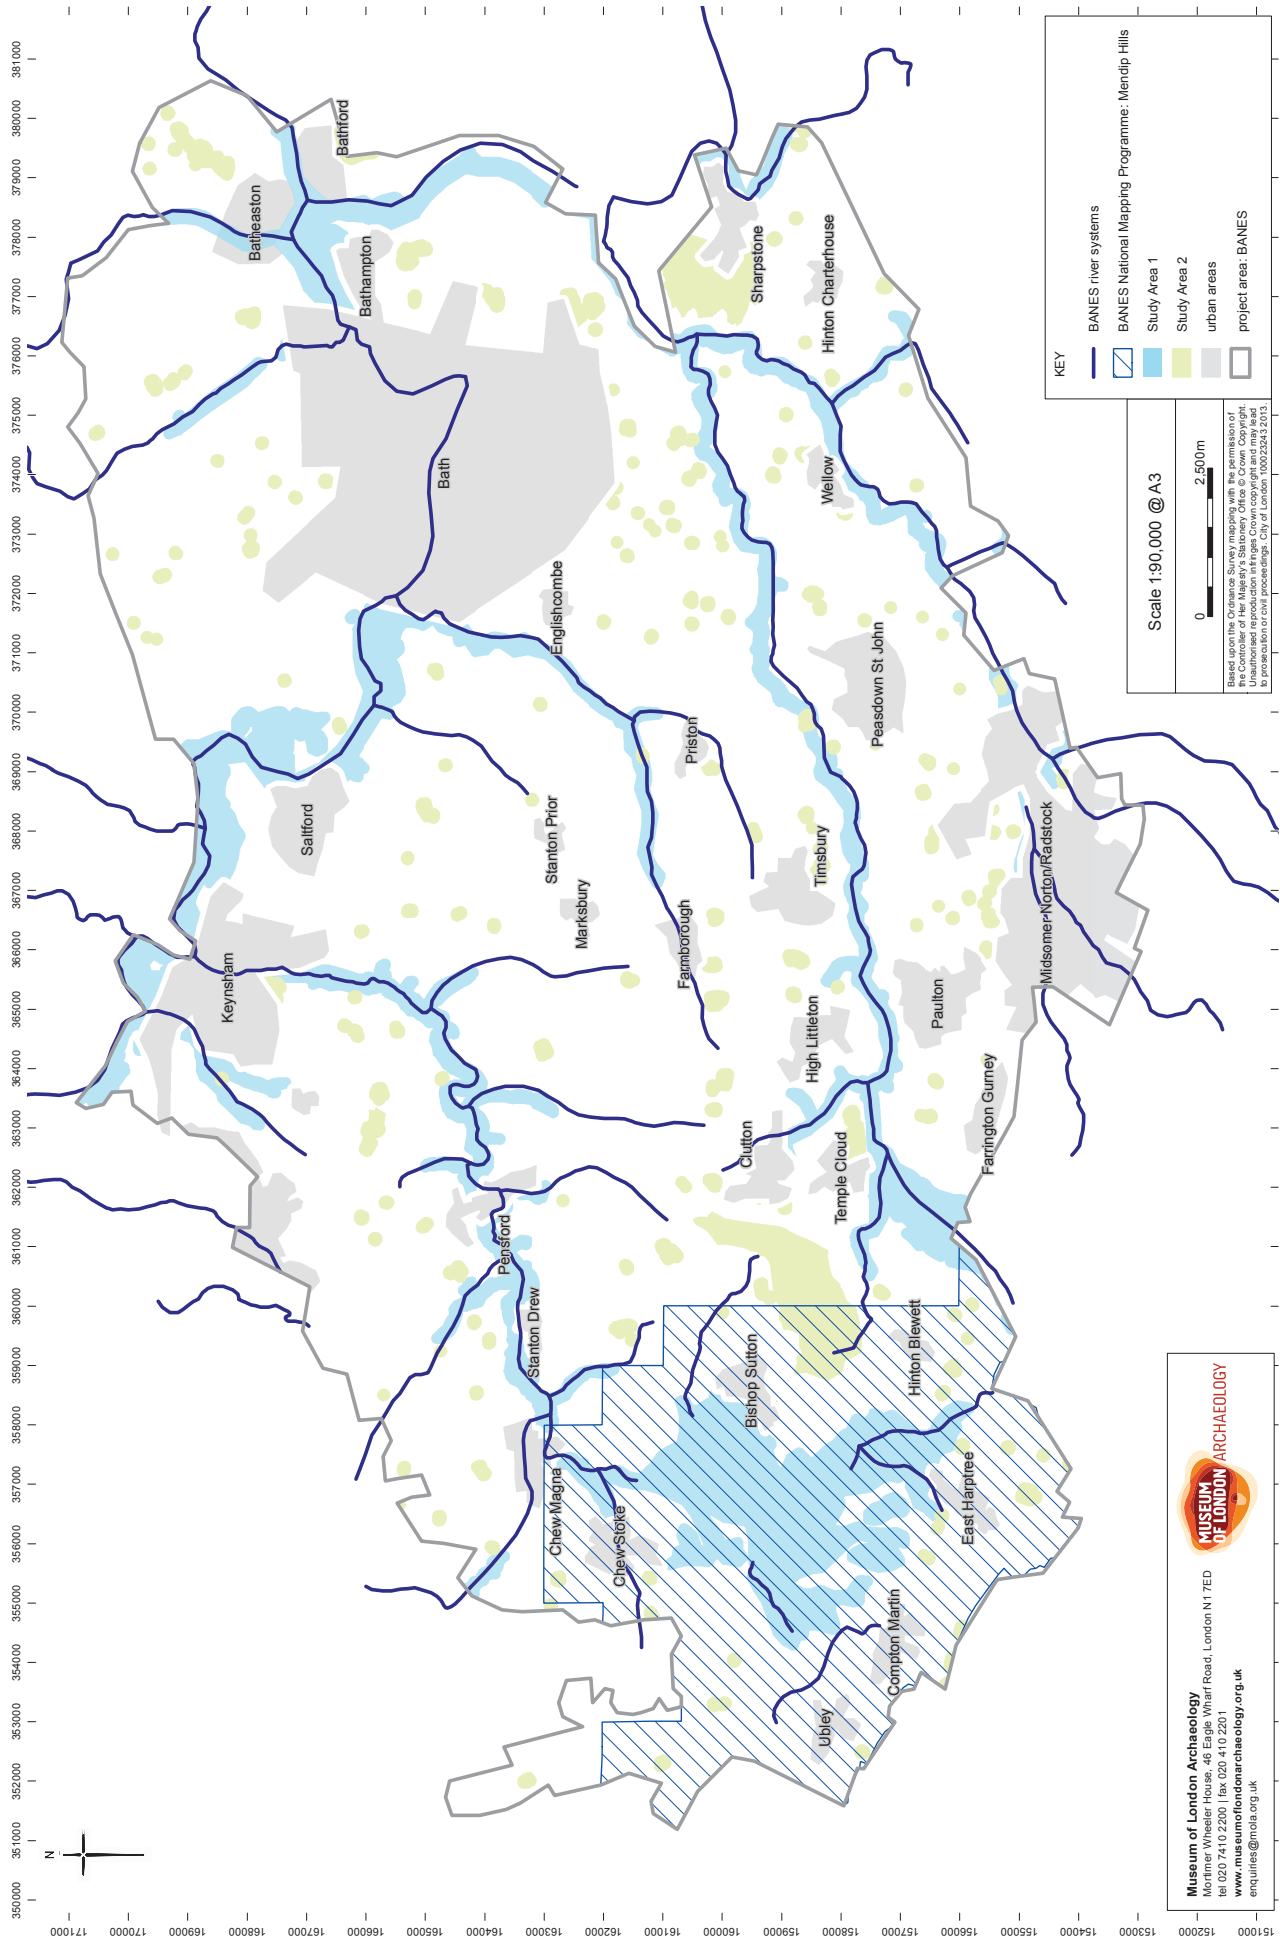 N
350000
351000
352000
353000
354000
355000
356000
357000
358000
359000
360000
361000
362000
363000
364000
365000
366000
367000
368000
369000
370000
371000
372000
373000
374000
375000
376000
377000
378000
379000
380000
381000
171000
170000
169000
168000
167000
166000
165000
164000
163000
162000
161000
160000
159000
158000
157000
156000
155000
154000
153000
152000
151000
Keynsham
Saltford
Batheaston
Bathford
Bathampton
Bath
Pensford
Stanton Drew
Stanton Prior
Marksbury
Englishcombe
Chew Magna
Chew Stoke
Farmborough
Priston
Clutton
Bishop Sutton
High Littleton
Timsbury
Sharpstone
Hinton Charterhouse
Wellow
Temple Cloud
Ubley
Compton Martin
Hinton Blewett
Paulton
Peasdown St John
East Harptree
Farrington Gurney
Midsomer Norton/Radstock
KEY
BANES river systems
BANES National Mapping Programme: Mendip Hills
Study Area 1
Study Area 2
urban areas
project area: BANES
Scale 1:90,000 @ A3
0 2,500m
Based upon the Ordnance Survey mapping with the permission of
the Controller of Her Majesty's Stationery Office © Crown Copyright.
Unauthorised reproduction infringes Crown copyright and may lead
to prosecution or civil proceedings. City of London 100023243 2013.
Museum of London Archaeology
Mortimer Wheeler House, 46 Eagle Wharf Road, London N1 7ED
tel 020 7410 2200 | fax 020 410 2201
www.museumoflondonarchaeology.org.uk
enquiries@mola.org.uk
MUSEUM
OF LONDON ARCHAEOLOGY